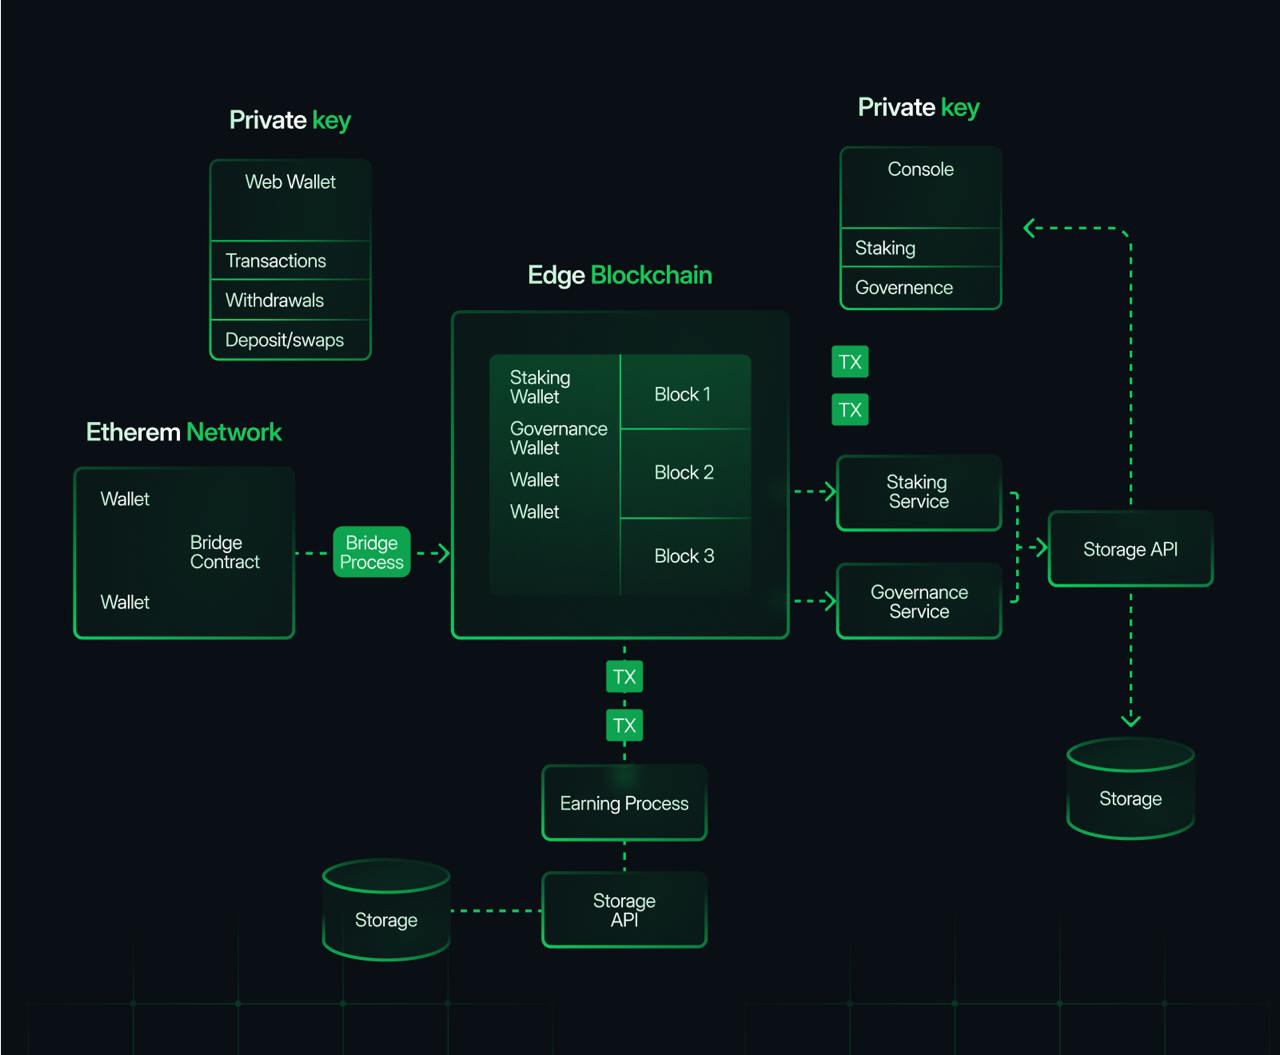 Private key
Web Wallet
Transactions
Withdrawals
Deposit/swaps
Private key
Console
Staking
Governence
Edge Blockchain
Staking
Wallet
Governance
Wallet
Wallet
Wallet
Block 1
Block 2
Block 3
TX
TX
Etherem Network
Wallet
Bridge
Contract
Wallet
Bridge
Process
Staking
Service
Governance
Service
Storage API
TX
TX
Earning Process
Storage
Storage
API
Storage